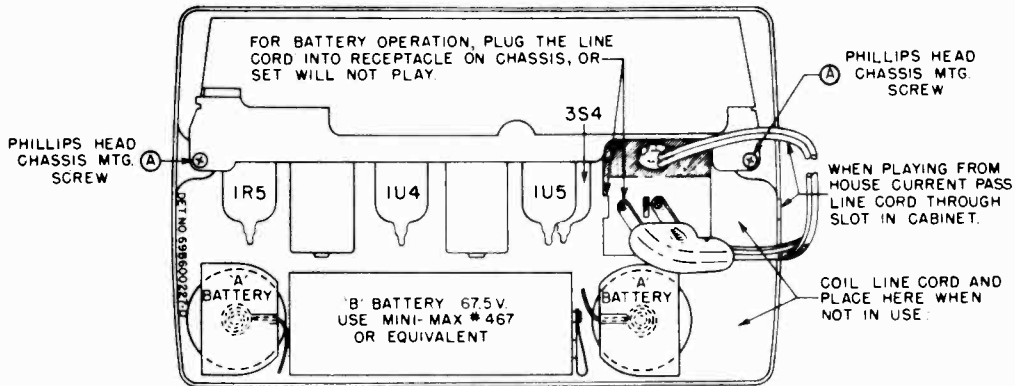 FOR BATTERY OPERATION, PLUG THE LINE
CORD INTO RECEPTACLE ON CHASSIS, OR
SET WILL NOT PLAY.
PHILLIPS HEAD
Ⓐ CHASSIS MTG.
SCREW
3S4
PHILLIPS HEAD
CHASSIS MTG. Ⓐ
SCREW
1R5
1U4
1U5
WHEN PLAYING FROM
HOUSE CURRENT PASS
LINE CORD THROUGH
SLOT IN CABINET.
DET. NO. 69B600227-D
'A'
BATTERY
'B' BATTERY 67.5 V.
USE MINI-MAX #467
OR EQUIVALENT
'A'
BATTERY
COIL LINE CORD AND
PLACE HERE WHEN
NOT IN USE.